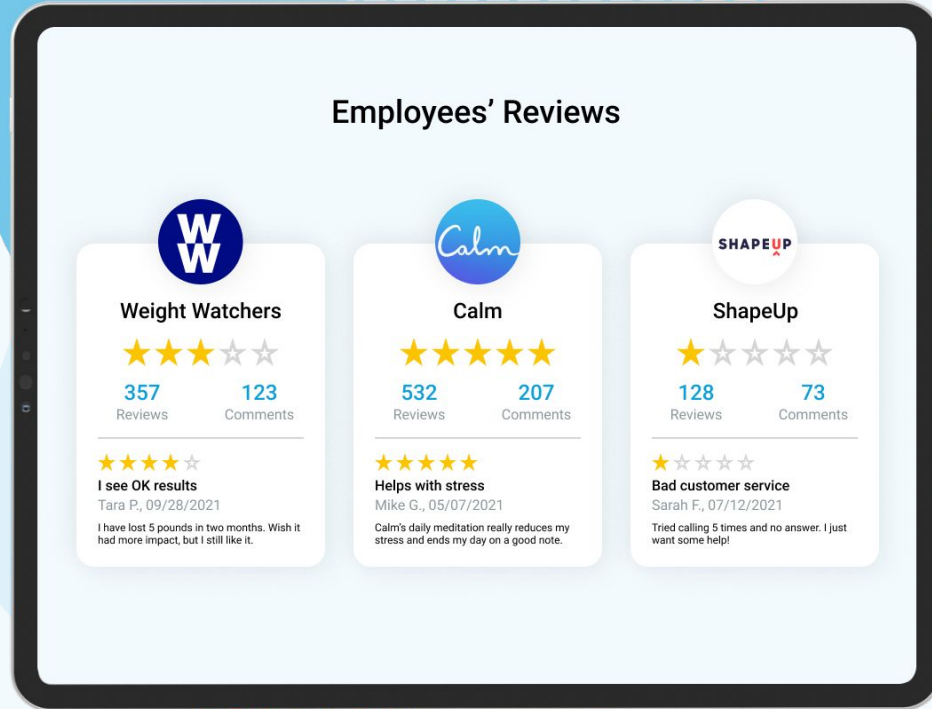 Employees’ Reviews
W
W
Weight Watchers
357 123
Reviews Comments
I see OK results
Tara P., 09/28/2021
I have lost 5 pounds in two months. Wish it
had more impact, but I still like it.
Calm
Calm
532 207
Reviews Comments
Helps with stress
Mike G., 05/07/2021
Calm’s daily meditation really reduces my
stress and ends my day on a good note.
SHAPEUP
ShapeUp
128 73
Reviews Comments
Bad customer service
Sarah F., 07/12/2021
Tried calling 5 times and no answer. I just
want some help!